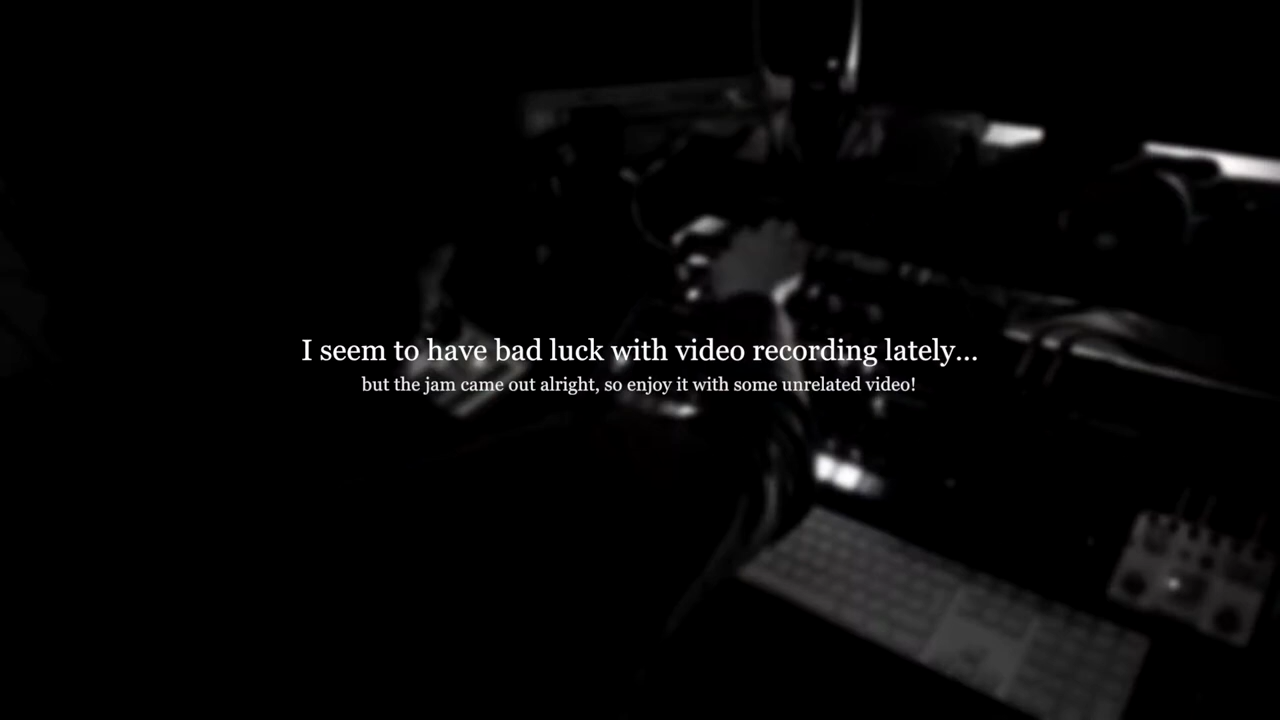 I seem to have bad luck with video recording lately...
but the jam came out alright, so enjoy it with some unrelated video!